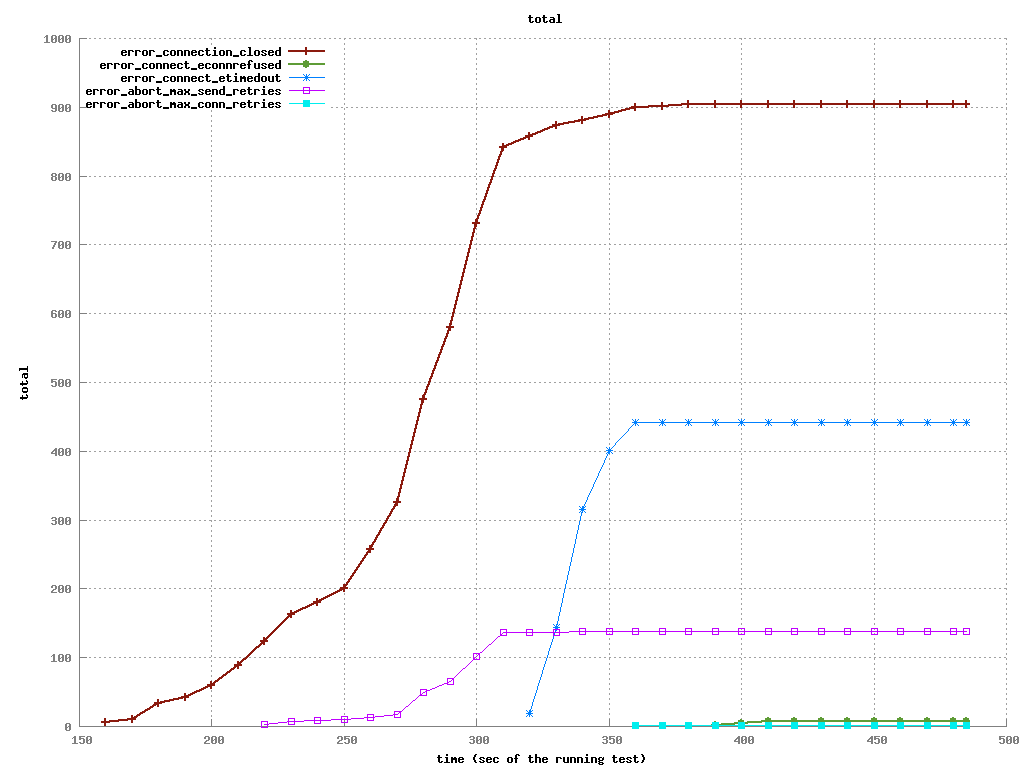 total
error_connection_closed
error_connect_econnrefused
error_connect_etimedout
error_abort_max_send_retries
error_abort_max_conn_retries
1000
900
800
700
600
500
400
300
200
100
0
total
150 200 250 300 350 400 450 500
time (sec of the running test)